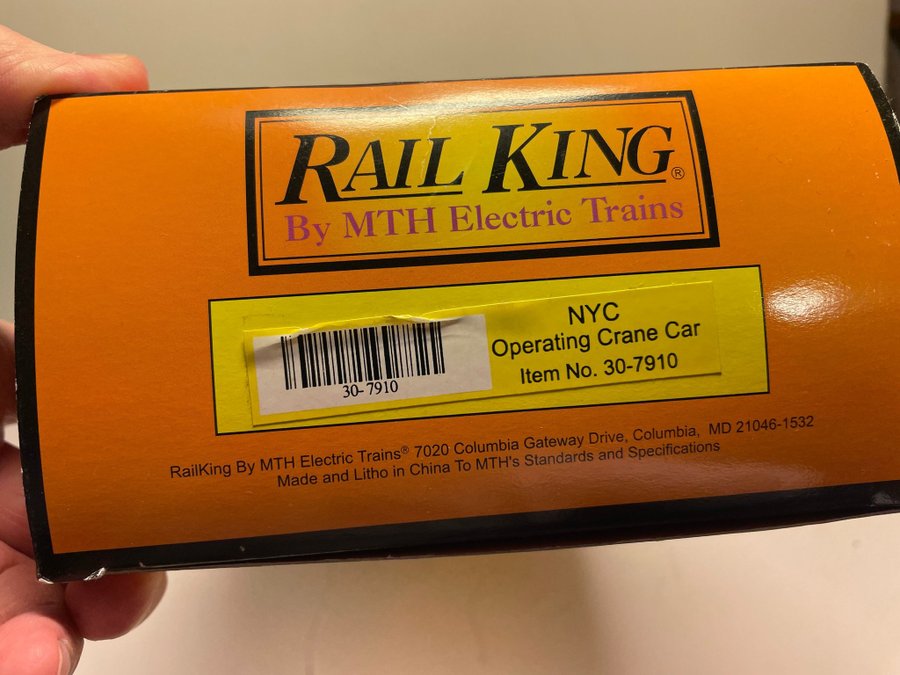 RAIL KING®
By MTH Electric Trains
NYC
Operating Crane Car
Item No. 30-7910
30-7910
RailKing By MTH Electric Trains® 7020 Columbia Gateway Drive, Columbia, MD 21046-1532
Made and Litho in China To MTH's Standards and Specifications